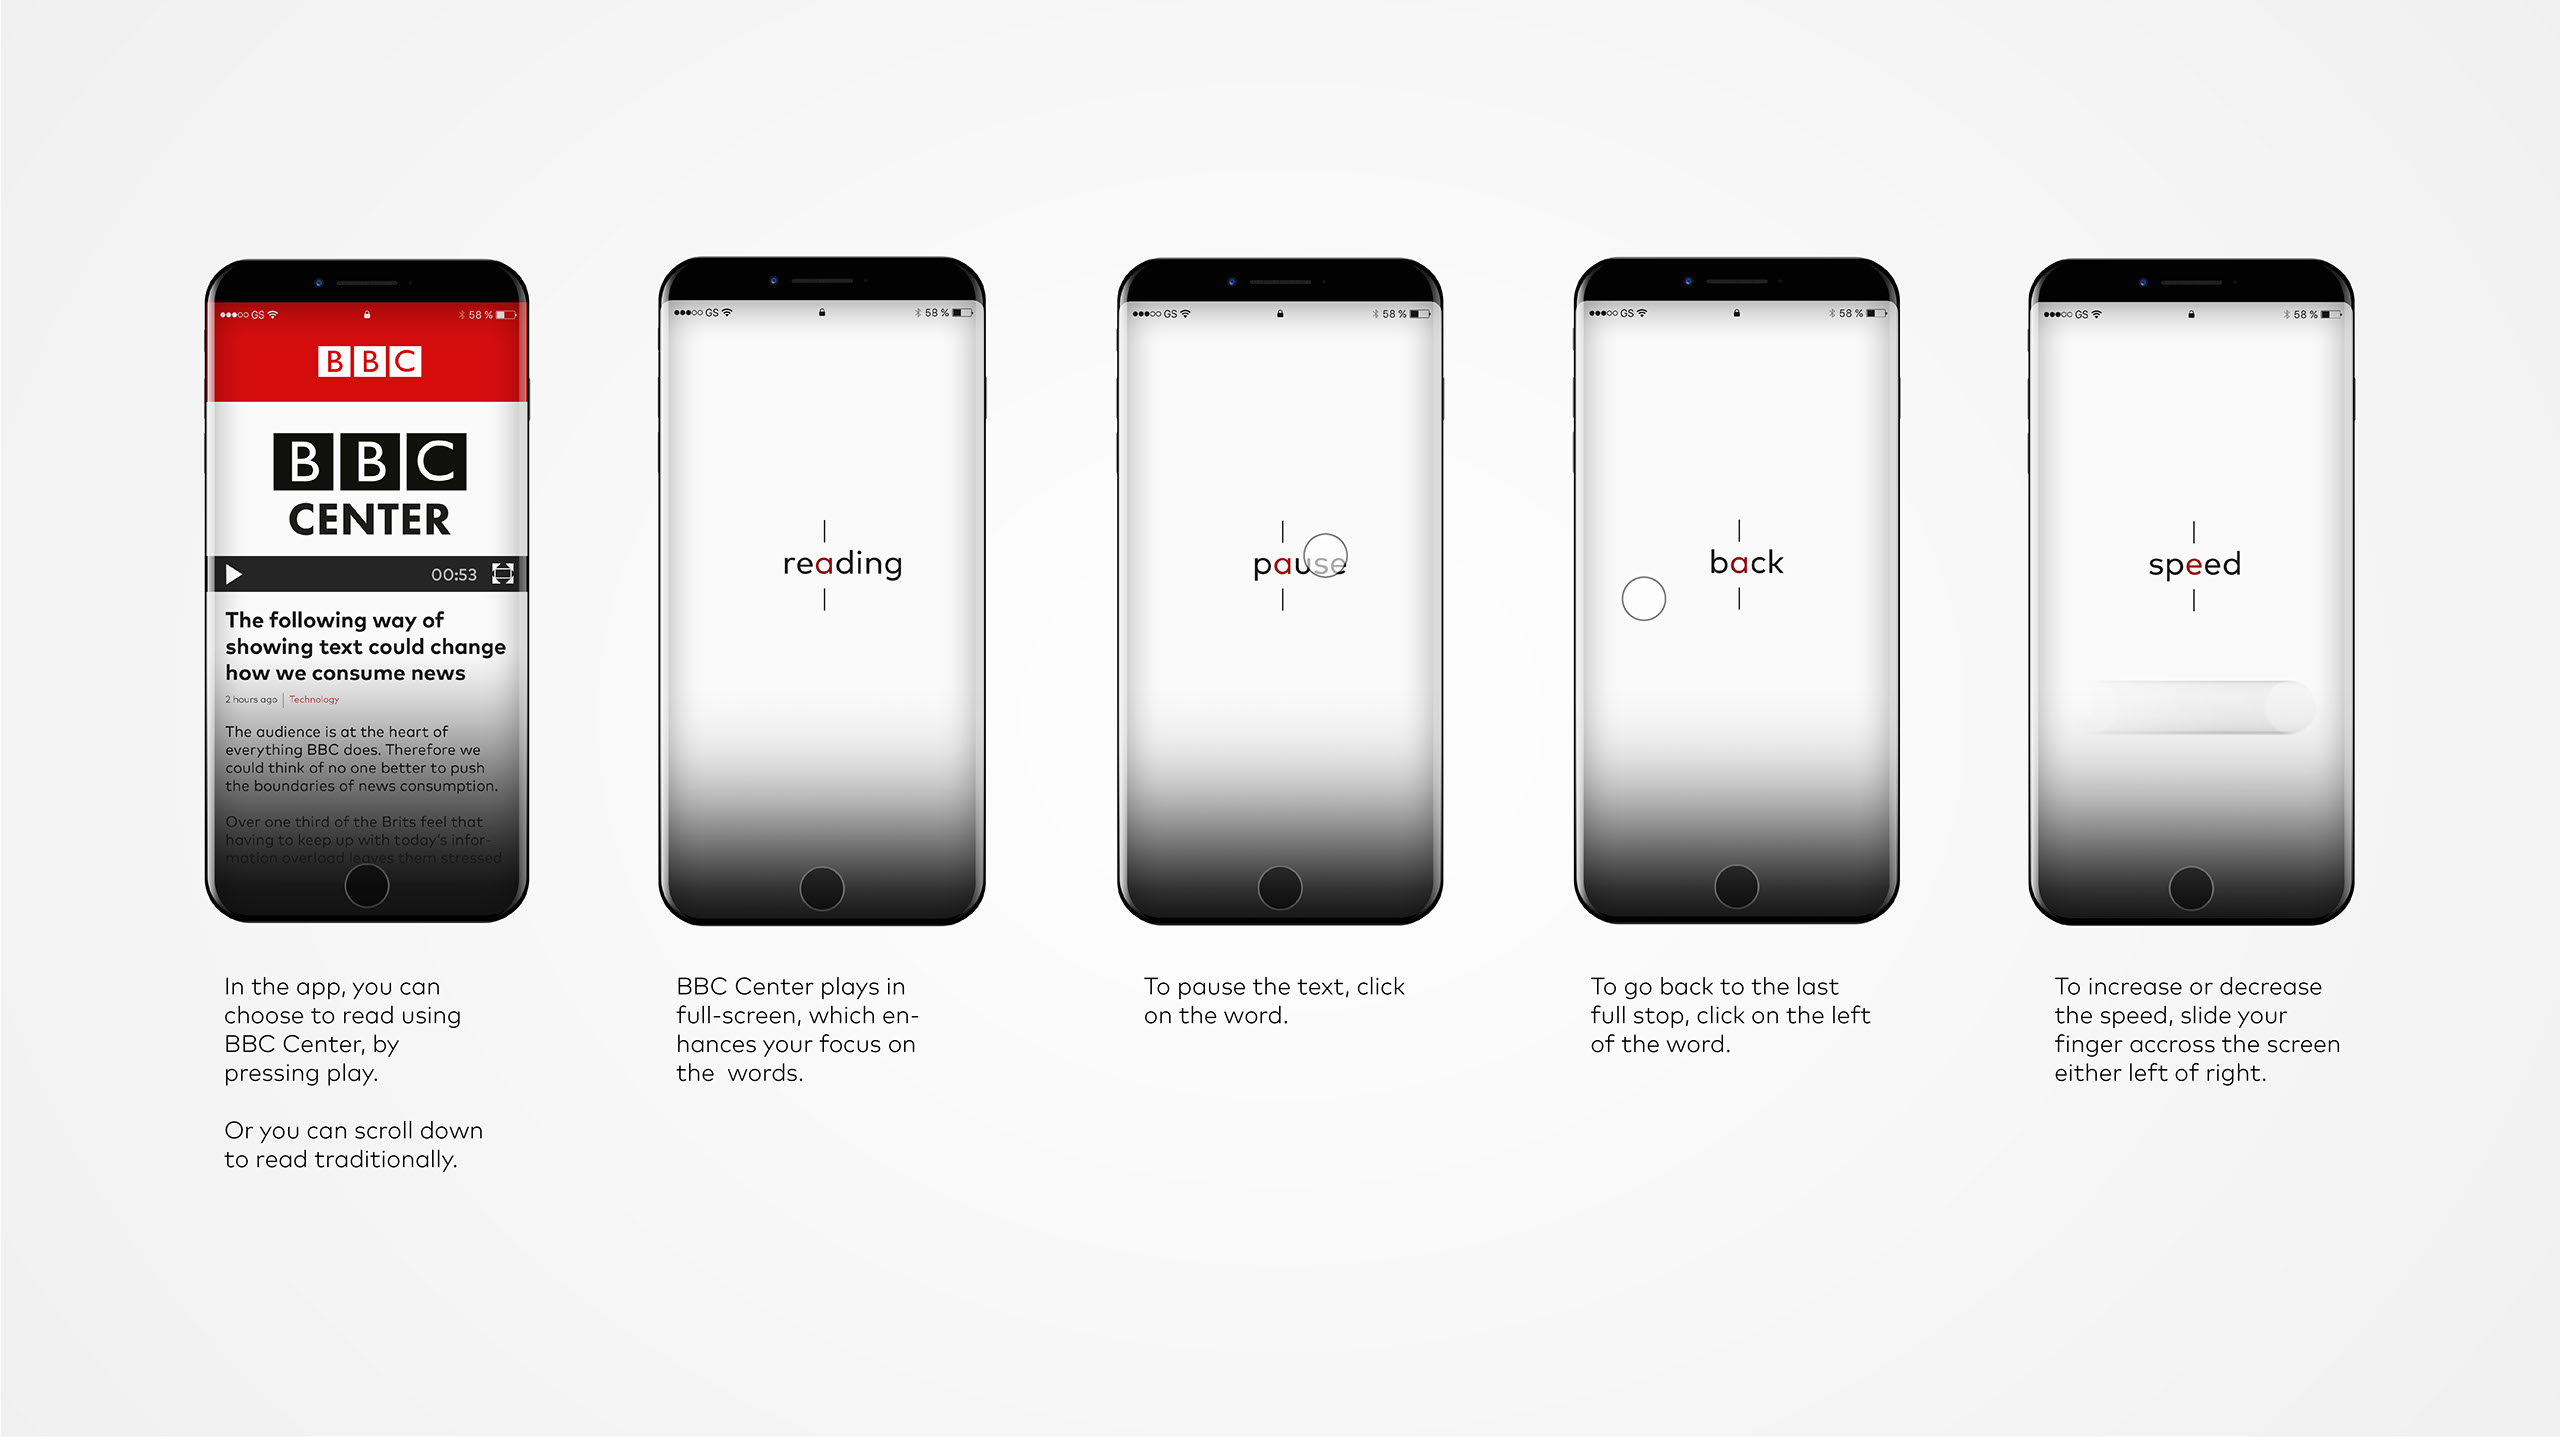 ●●●○○ GS
58 %
BBC
BBC
CENTER
00:53
The following way of
showing text could change
how we consume news
2 hours ago | Technology
The audience is at the heart of
everything BBC does. Therefore we
could think of no one better to push
the boundaries of news consumption.
Over one third of the Brits feel that
having to keep up with today's infor-
mation overload leaves them stressed
In the app, you can
choose to read using
BBC Center, by
pressing play.
Or you can scroll down
to read traditionally.
●●●○○ GS
58 %
reading
BBC Center plays in
full-screen, which en-
hances your focus on
the  words.
●●●○○ GS
58 %
pause
To pause the text, click
on the word.
●●●○○ GS
58 %
back
To go back to the last
full stop, click on the left
of the word.
●●●○○ GS
58 %
speed
To increase or decrease
the speed, slide your
finger accross the screen
either left of right.